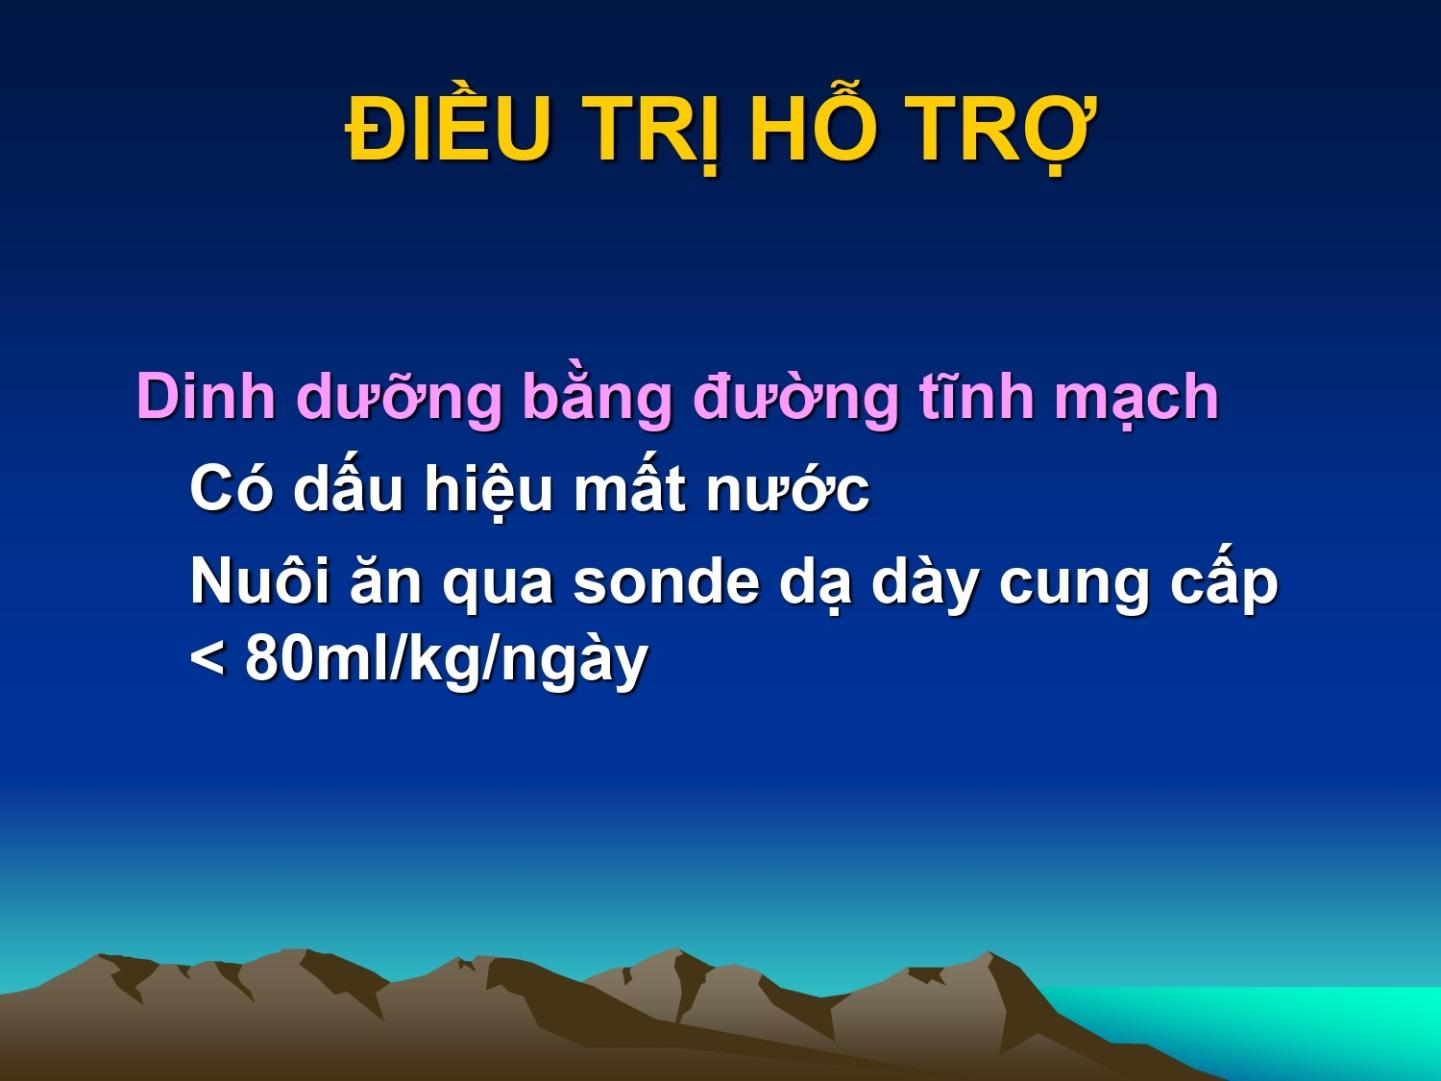 ĐIỀU TRỊ HỖ TRỢ
Dinh dưỡng bằng đường tĩnh mạch
Có dấu hiệu mất nước
Nuôi ăn qua sonde dạ dày cung cấp
< 80ml/kg/ngày